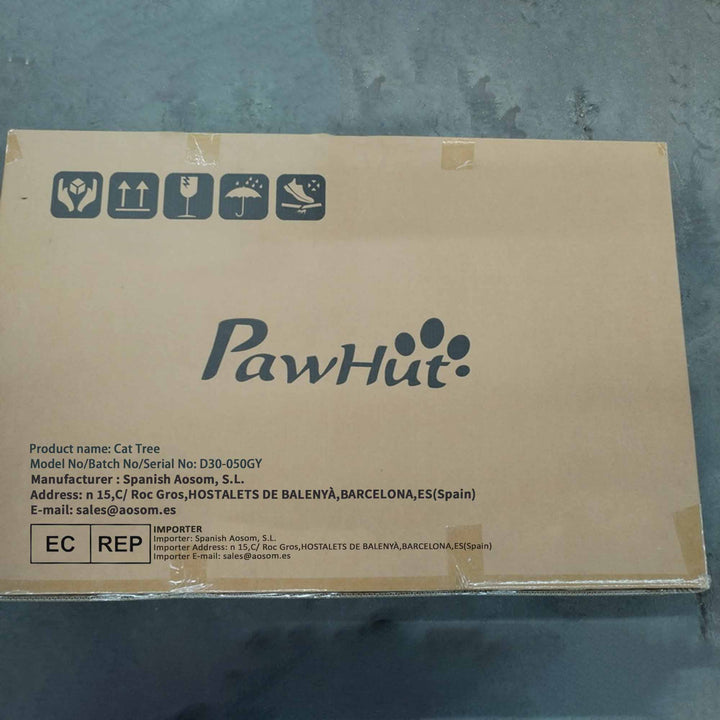 PawHut
Product name: Cat Tree
Model No/Batch No/Serial No: D30-050GY
Manufacturer : Spanish Aosom, S.L.
Address: n 15,C/ Roc Gros,HOSTALETS DE BALENYÀ,BARCELONA,ES(Spain)
E-mail: sales@aosom.es
EC REP
IMPORTER
Importer: Spanish Aosom, S.L.
Importer Address: n 15,C/ Roc Gros,HOSTALETS DE BALENYÀ,BARCELONA,ES(Spain)
Importer E-mail: sales@aosom.es